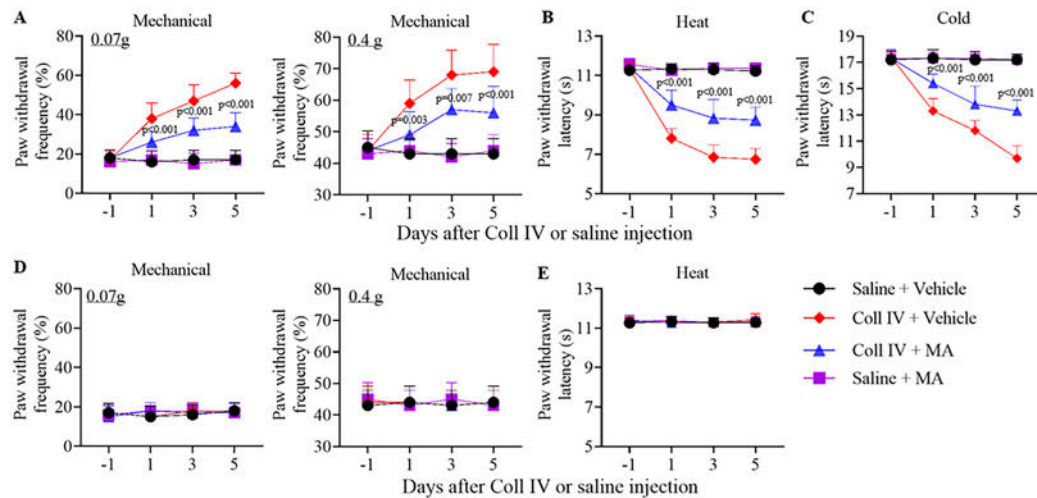 A
Mechanical
0.07g
Paw withdrawal
frequency (%)
80
60
40
20
0
p<0.001
p<0.001
p<0.001
-1 1 3 5
Mechanical
0.4 g
Paw withdrawal
frequency (%)
80
70
60
50
40
30
p=0.003
p=0.007
p<0.001
-1 1 3 5
B
Heat
Paw withdrawal
latency (s)
13
11
9
7
5
p<0.001
p<0.001
p<0.001
-1 1 3 5
C
Cold
Paw withdrawal
latency (s)
19
17
15
13
11
9
7
p<0.001
p<0.001
p<0.001
-1 1 3 5
Days after Coll IV or saline injection
D
Mechanical
0.07g
Paw withdrawal
frequency (%)
80
60
40
20
0
-1 1 3 5
Mechanical
0.4 g
Paw withdrawal
frequency (%)
80
70
60
50
40
30
-1 1 3 5
E
Heat
Paw withdrawal
latency (s)
13
11
9
7
5
-1 1 3 5
Saline + Vehicle
Coll IV + Vehicle
Coll IV + MA
Saline + MA
Days after Coll IV or saline injection